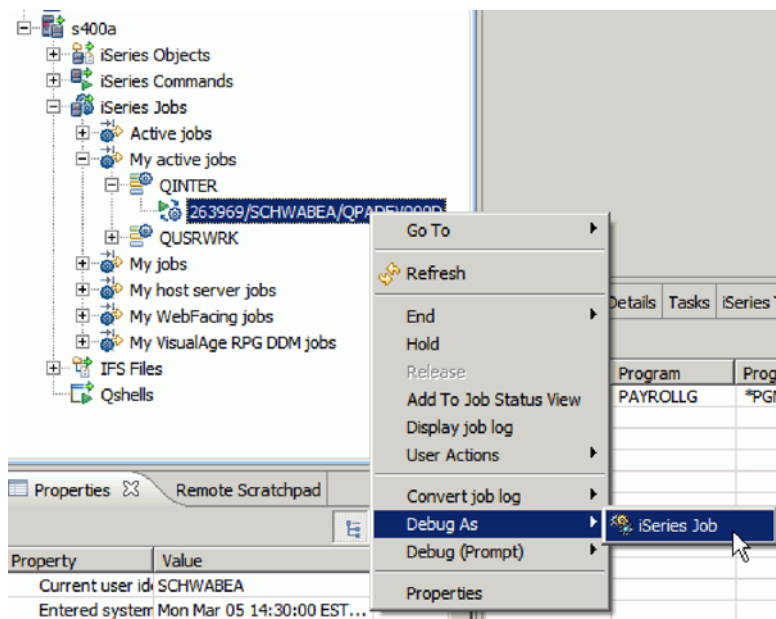 s400a
iSeries Objects
iSeries Commands
iSeries Jobs
Active jobs
My active jobs
QINTER
263969/SCHWABEA/QPADEV000D
QUSRWRK
My jobs
My host server jobs
My WebFacing jobs
My VisualAge RPG DDM jobs
IFS Files
Qshells
Go To
Refresh
End
Hold
Release
Add To Job Status View
Display job log
User Actions
Convert job log
Debug As
Debug (Prompt)
Properties
iSeries Job
Details Tasks iSeries
Program Prog
PAYROLLG *PGM
Properties Remote Scratchpad
Property Value
Current user ide SCHWABEA
Entered system Mon Mar 05 14:30:00 EST...